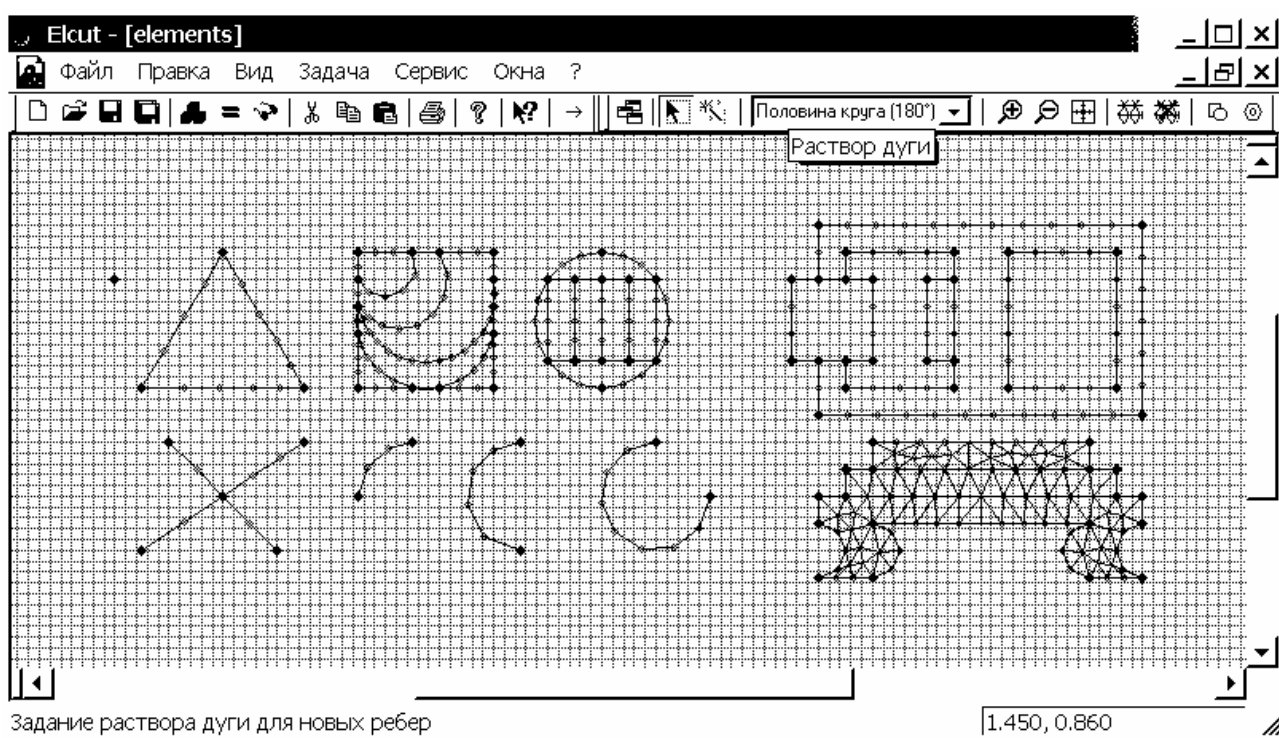 Elcut - [elements]
Файл Правка Вид Задача Сервис Окна ?
Половина круга (180°)
Раствор дуги
Задание раствора дуги для новых ребер
1.450, 0.860